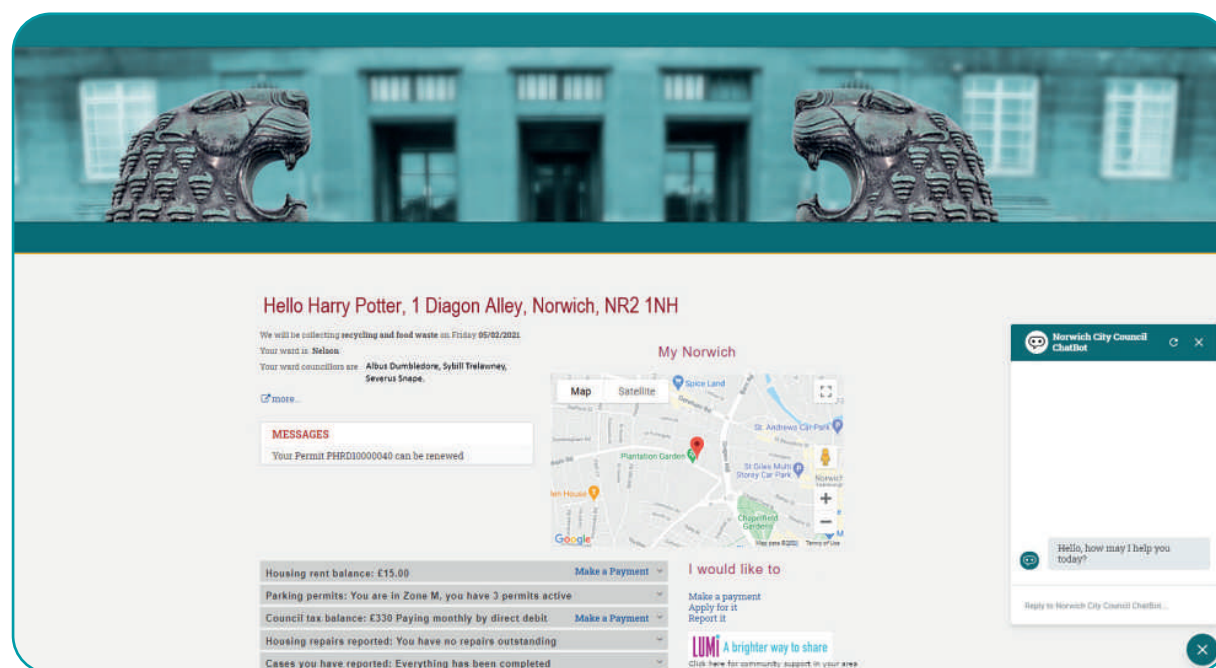 Hello Harry Potter, 1 Diagon Alley, Norwich, NR2 1NH
We will be collecting recycling and food waste on Friday 05/02/2021
Your ward is Nelson
Your ward councillors are Albus Dumbledore, Sybill Trelawney,
Severus Snape.
more...
MESSAGES
Your Permit PHRD10000040 can be renewed
My Norwich
Map Satellite
Spice Land
St. Andrews Car Park
Plantation Garden
St Giles Multi
Storey Car Park
Norwich
Chapelfield
Gardens
Google
Map data ©2021 Terms of Use
Housing rent balance: £15.00 Make a Payment
Parking permits: You are in Zone M, you have 3 permits active
Council tax balance: £330 Paying monthly by direct debit Make a Payment
Housing repairs reported: You have no repairs outstanding
Cases you have reported: Everything has been completed
I would like to
Make a payment
Apply for it
Report it
LUMi A brighter way to share
Click here for community support in your area
Norwich City Council
ChatBot
Hello, how may I help you
today?
Reply to Norwich City Council ChatBot...